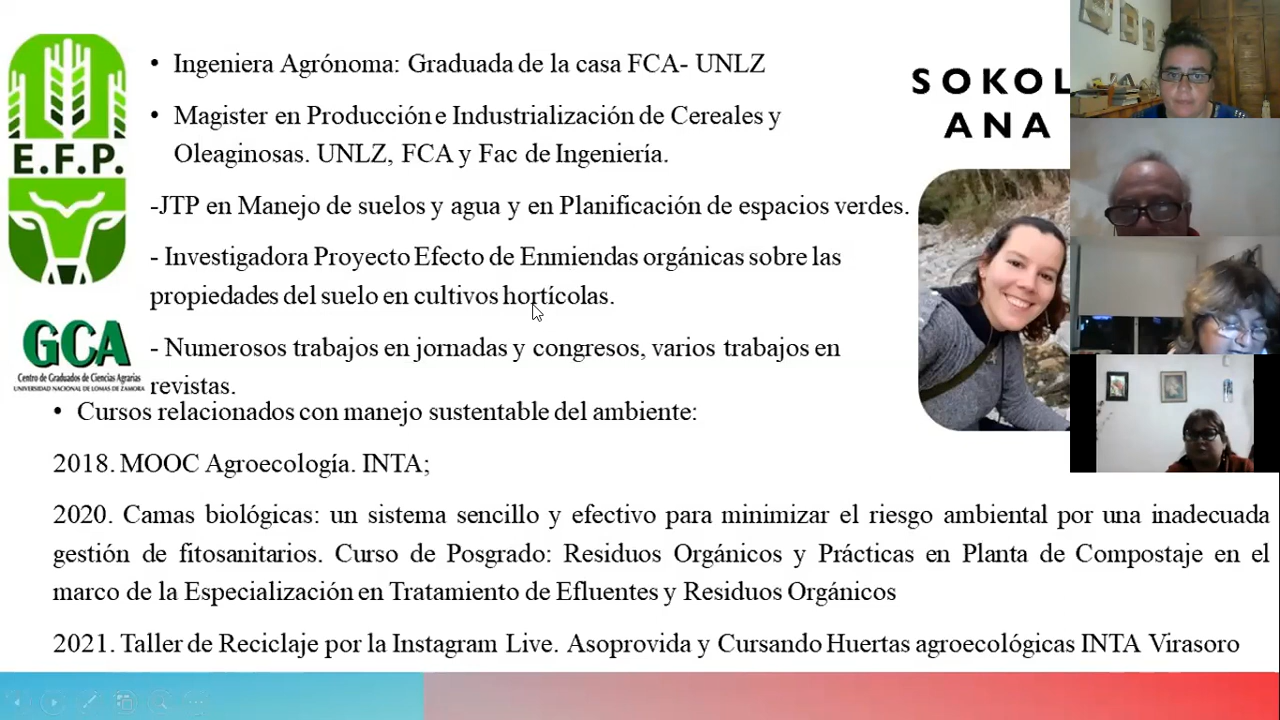 • Ingeniera Agrónoma: Graduada de la casa FCA- UNLZ
• Magister en Producción e Industrialización de Cereales y
Oleaginosas. UNLZ, FCA y Fac de Ingeniería.
-JTP en Manejo de suelos y agua y en Planificación de espacios verdes.
- Investigadora Proyecto Efecto de Enmiendas orgánicas sobre las
propiedades del suelo en cultivos hortícolas.
- Numerosos trabajos en jornadas y congresos, varios trabajos en
revistas.
• Cursos relacionados con manejo sustentable del ambiente:
2018. MOOC Agroecología. INTA;
2020. Camas biológicas: un sistema sencillo y efectivo para minimizar el riesgo ambiental por una inadecuada
gestión de fitosanitarios. Curso de Posgrado: Residuos Orgánicos y Prácticas en Planta de Compostaje en el
marco de la Especialización en Tratamiento de Efluentes y Residuos Orgánicos
2021. Taller de Reciclaje por la Instagram Live. Asoprovida y Cursando Huertas agroecológicas INTA Virasoro
E.F.P.
GCA
Centro de Graduados de Ciencias Agrarias
UNIVERSIDAD NACIONAL DE LOMAS DE ZAMORA
SOKOL
ANA